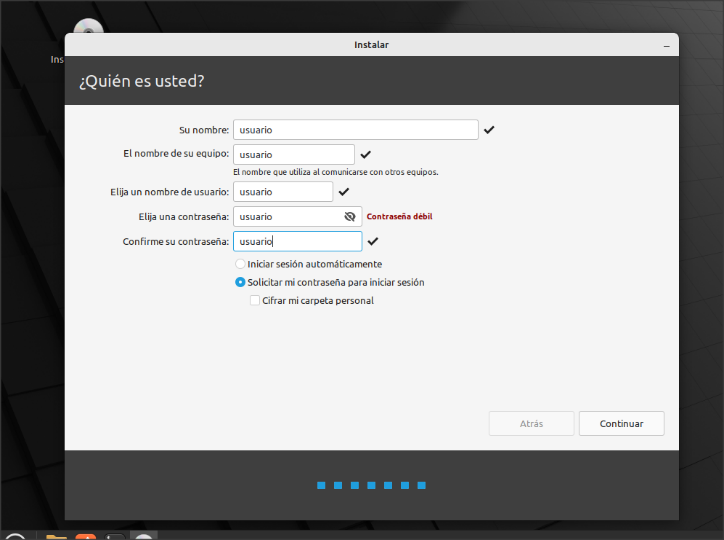 Ins
Instalar
¿Quién es usted?
Su nombre: usuario
El nombre de su equipo: usuario
El nombre que utiliza al comunicarse con otros equipos.
Elija un nombre de usuario: usuario
Elija una contraseña: usuario Contraseña débil
Confirme su contraseña: usuario
Iniciar sesión automáticamente
Solicitar mi contraseña para iniciar sesión
Cifrar mi carpeta personal
Atrás Continuar